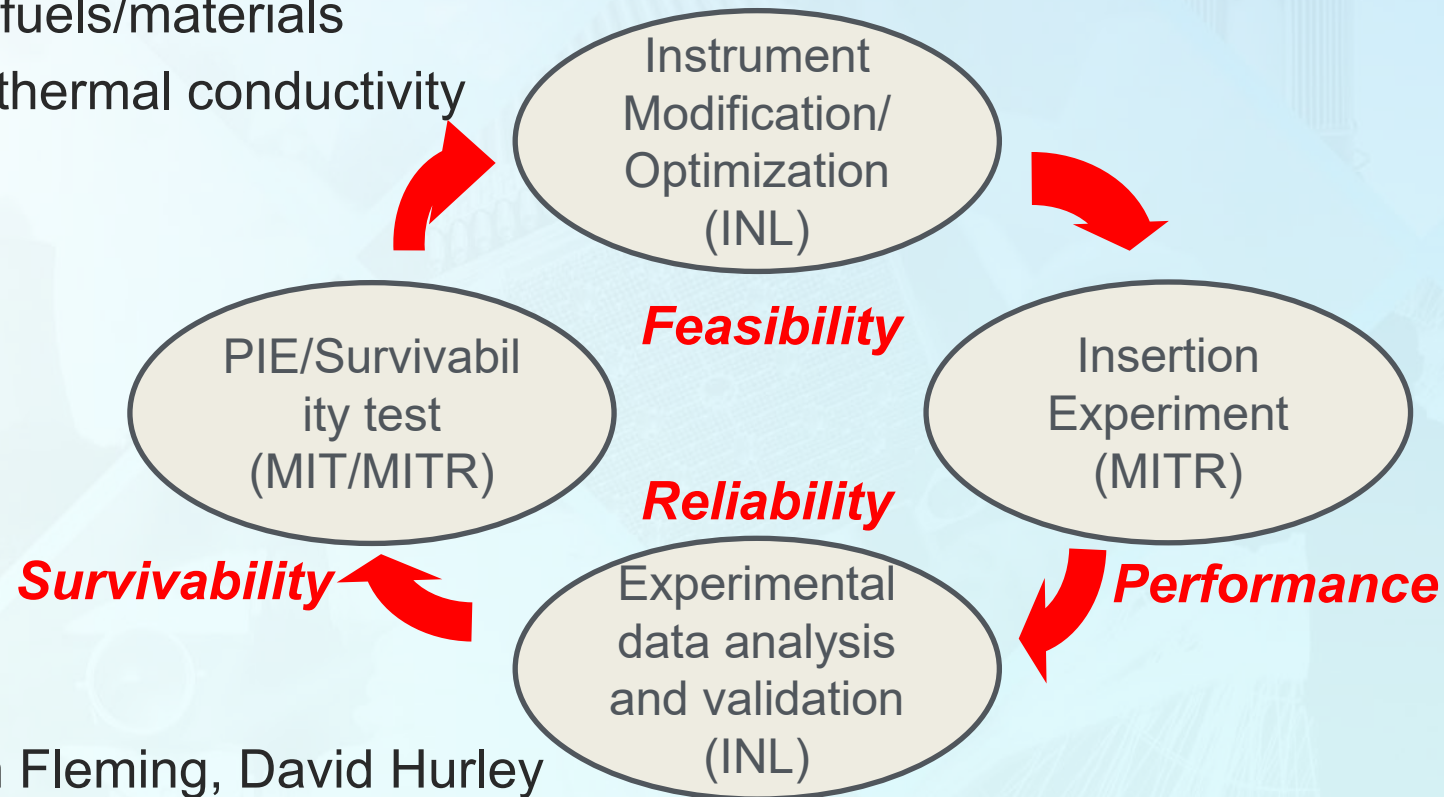 fuels/materials
thermal conductivity
Instrument
Modification/
Optimization
(INL)
Feasibility
PIE/Survivabil
ity test
(MIT/MITR)
Insertion
Experiment
(MITR)
Reliability
Survivability
Performance
Experimental
data analysis
and validation
(INL)
Fleming, David Hurley